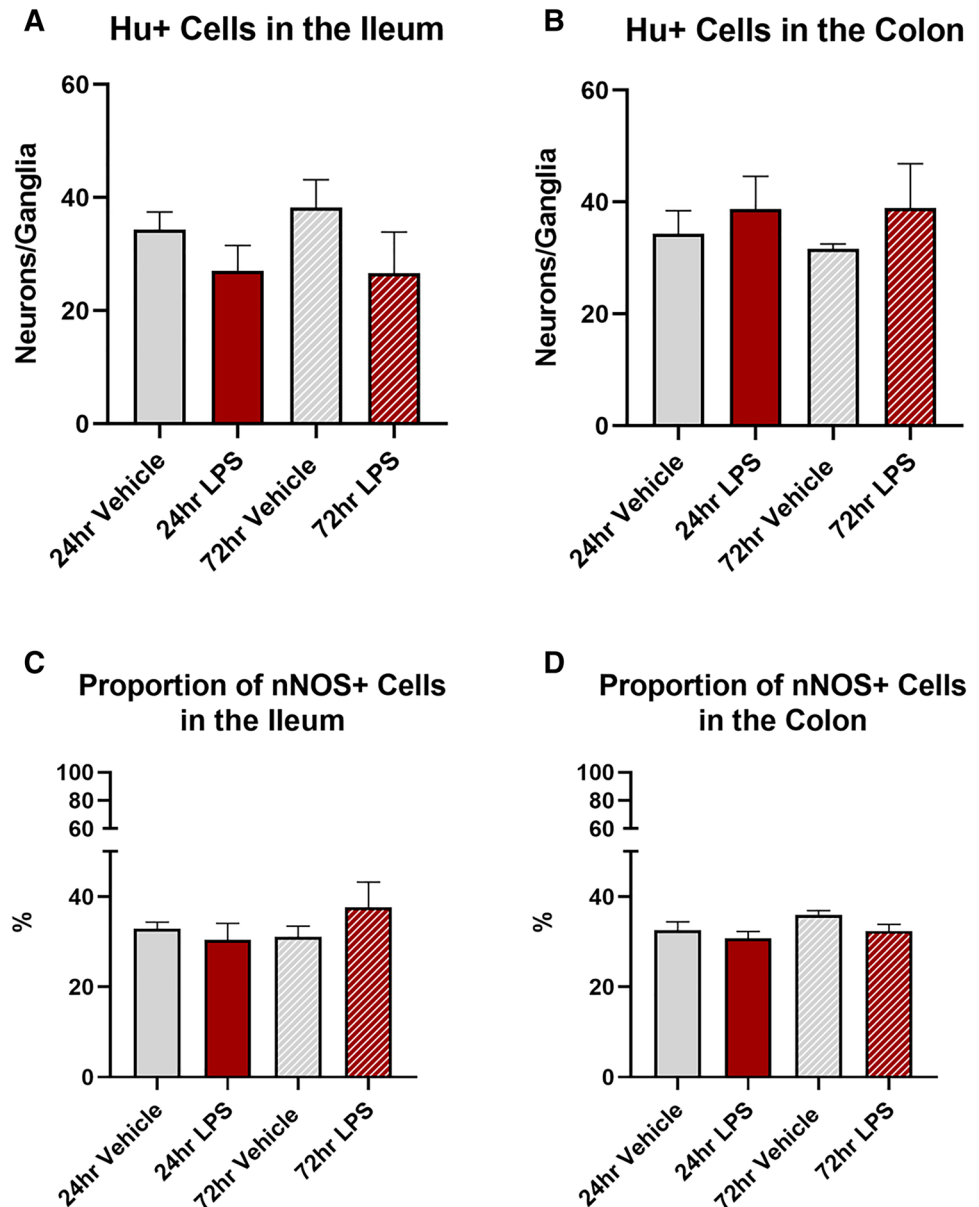 A
Hu+ Cells in the Ileum
Neurons/Ganglia
60
40
20
0
24hr Vehicle
24hr LPS
72hr Vehicle
72hr LPS
B
Hu+ Cells in the Colon
Neurons/Ganglia
60
40
20
0
24hr Vehicle
24hr LPS
72hr Vehicle
72hr LPS
C
Proportion of nNOS+ Cells
in the Ileum
%
100
80
60
40
20
0
24hr Vehicle
24hr LPS
72hr Vehicle
72hr LPS
D
Proportion of nNOS+ Cells
in the Colon
%
100
80
60
40
20
0
24hr Vehicle
24hr LPS
72hr Vehicle
72hr LPS